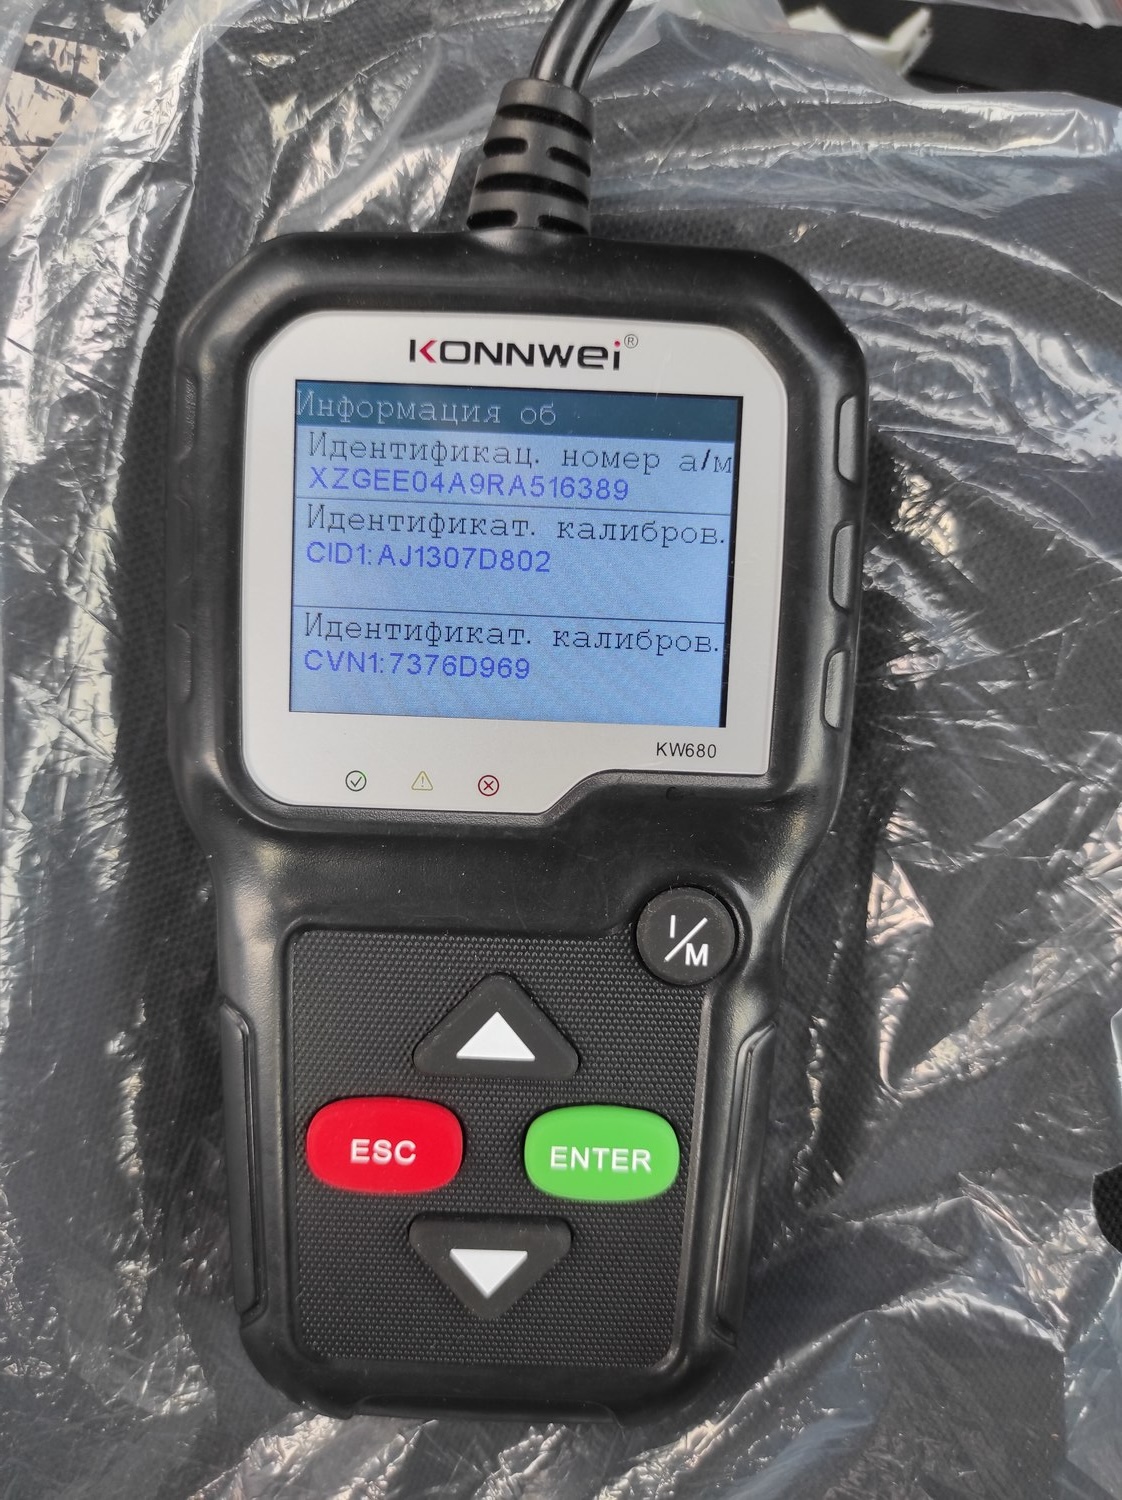 KONNWEI®
Информация об
Идентификац. номер а/м
XZGEE04A9RA516389
Идентификат. калибров.
CID1:AJ1307D802
Идентификат. калибров.
CVN1:7376D969
KW680
I/M
ESC
ENTER